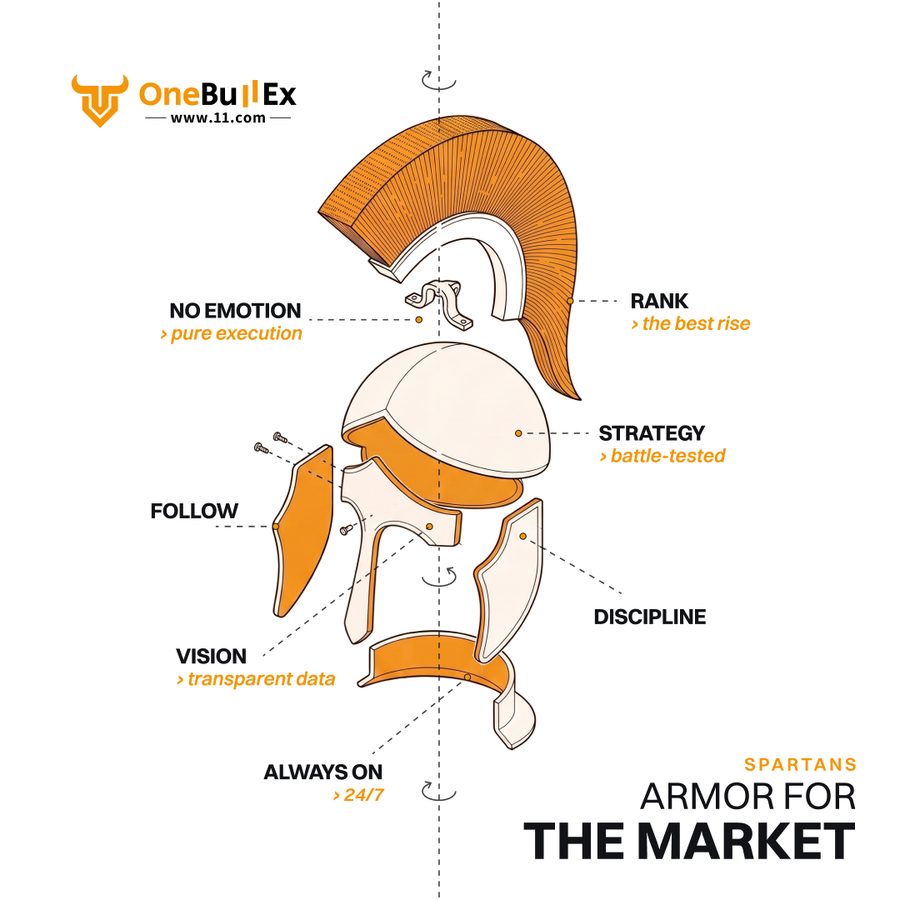 OneBullEx
www.11.com
NO EMOTION
› pure execution
RANK
› the best rise
STRATEGY
› battle-tested
FOLLOW
DISCIPLINE
VISION
› transparent data
ALWAYS ON
› 24/7
SPARTANS
ARMOR FOR
THE MARKET